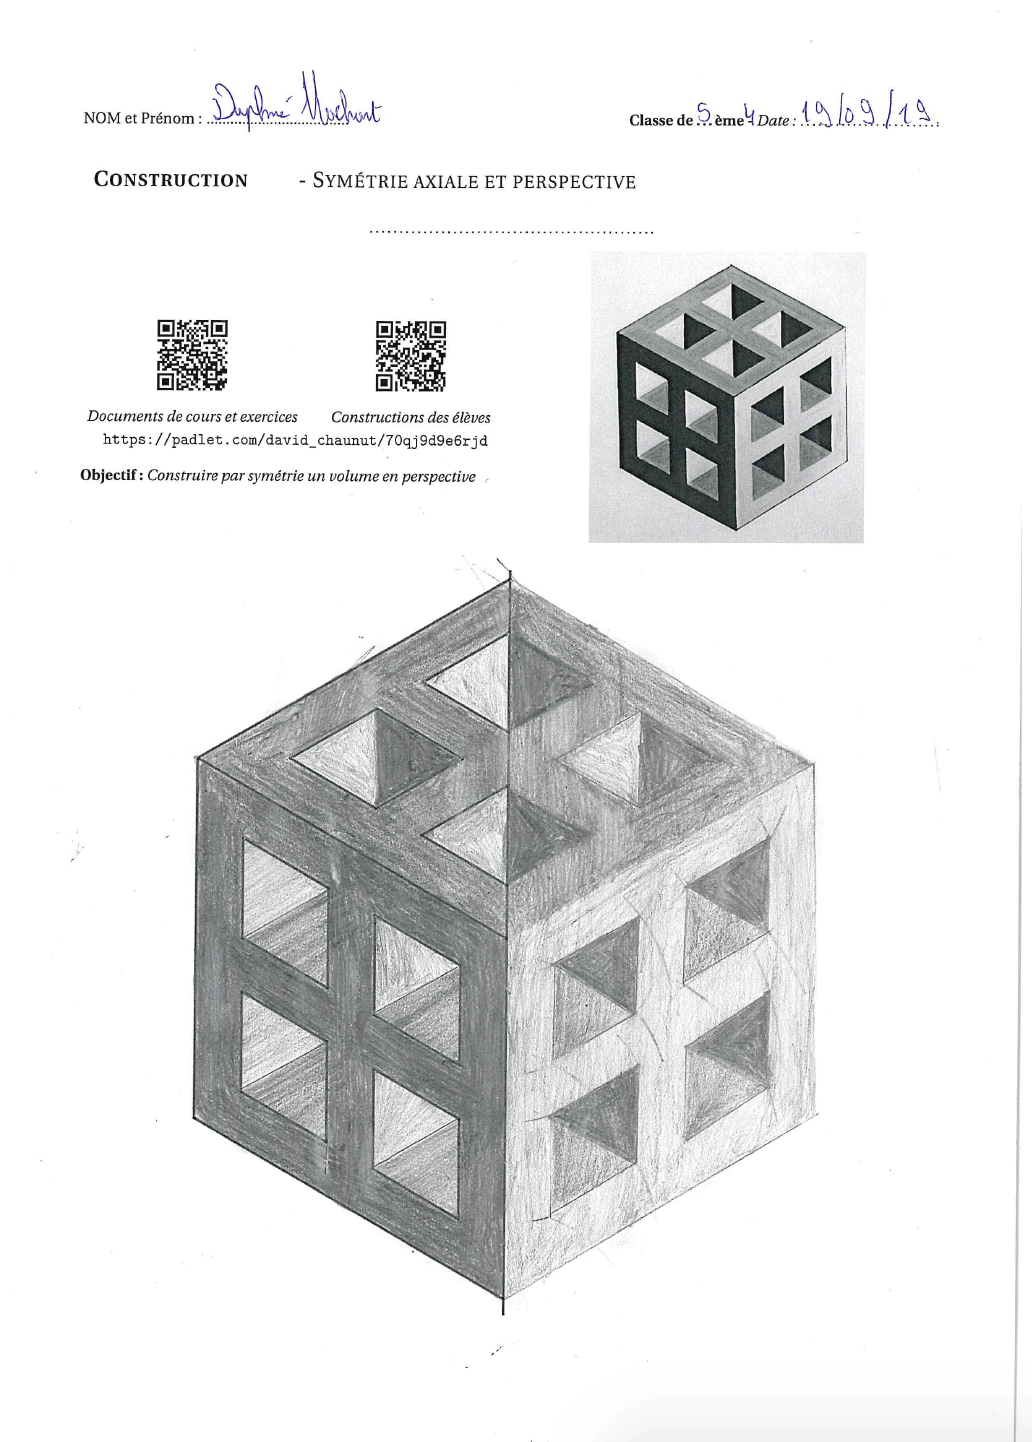 NOM et Prénom : Daphné Mochart
Classe de 5 ème 4 Date : 19/09/19
CONSTRUCTION - SYMÉTRIE AXIALE ET PERSPECTIVE
Documents de cours et exercices Constructions des élèves
https://padlet.com/david_chaunut/70qj9d9e6rjd
Objectif : Construire par symétrie un volume en perspective